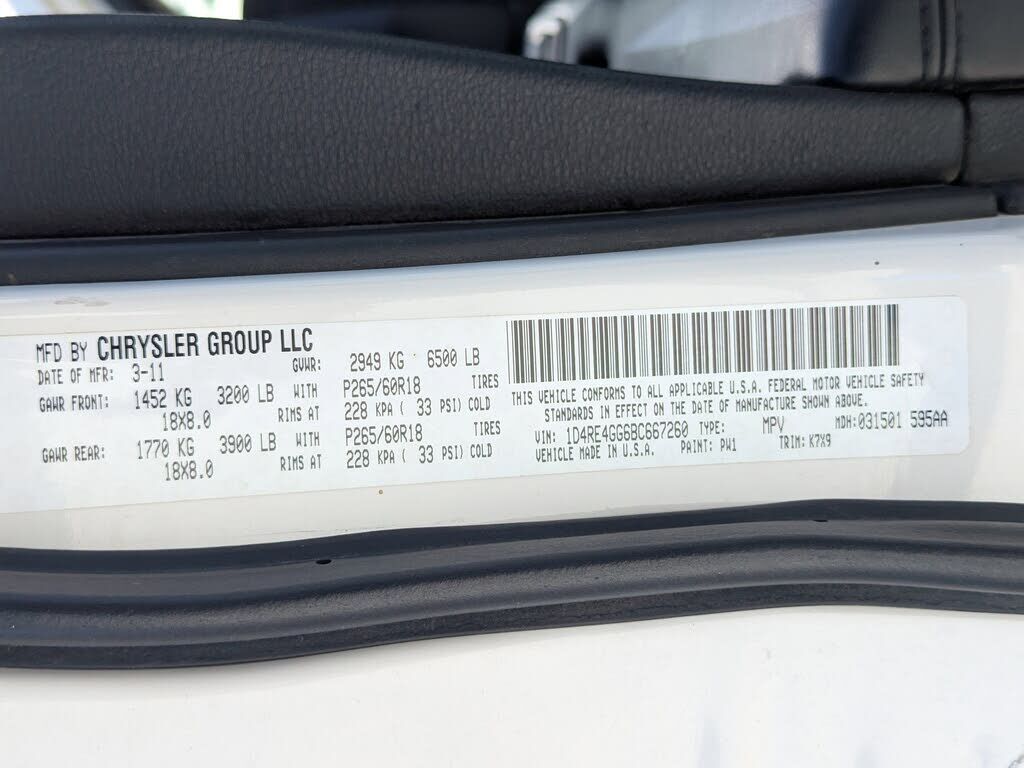 MFD BY CHRYSLER GROUP LLC
DATE OF MFR: 3-11 GVWR: 2949 KG 6500 LB
GAWR FRONT: 1452 KG 3200 LB WITH P265/60R18 TIRES
18X8.0 RIMS AT 228 KPA ( 33 PSI) COLD
GAWR REAR: 1770 KG 3900 LB WITH P265/60R18 TIRES
18X8.0 RIMS AT 228 KPA ( 33 PSI) COLD
THIS VEHICLE CONFORMS TO ALL APPLICABLE U.S.A. FEDERAL MOTOR VEHICLE SAFETY
STANDARDS IN EFFECT ON THE DATE OF MANUFACTURE SHOWN ABOVE.
VIN: 1D4RE4GG6BC667260 TYPE: MPV MDH:031501 595AA
VEHICLE MADE IN U.S.A. PAINT: PW1 TRIM: K7X9